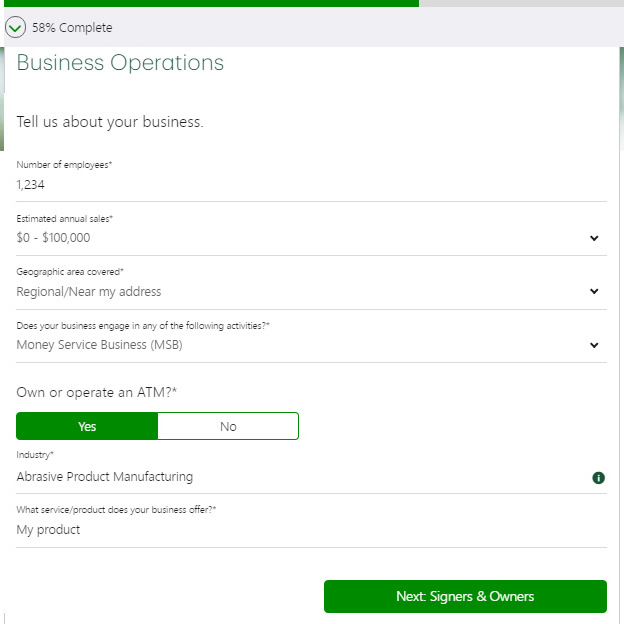 58% Complete
Business Operations
Tell us about your business.
Number of employees*
1,234
Estimated annual sales*
$0 - $100,000
Geographic area covered*
Regional/Near my address
Does your business engage in any of the following activities?*
Money Service Business (MSB)
Own or operate an ATM?*
Yes No
Industry*
Abrasive Product Manufacturing
What service/product does your business offer?*
My product
Next: Signers & Owners